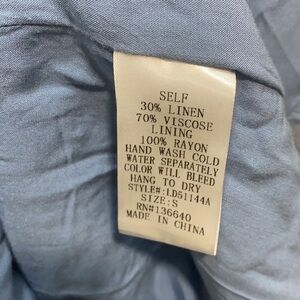 SELF
30% LINEN
70% VISCOSE
LINING
100% RAYON
HAND WASH COLD
WATER SEPARATELY
COLOR WILL BLEED
HANG TO DRY
STYLE#:LD51144A
SIZE:S
RN#136640
MADE IN CHINA